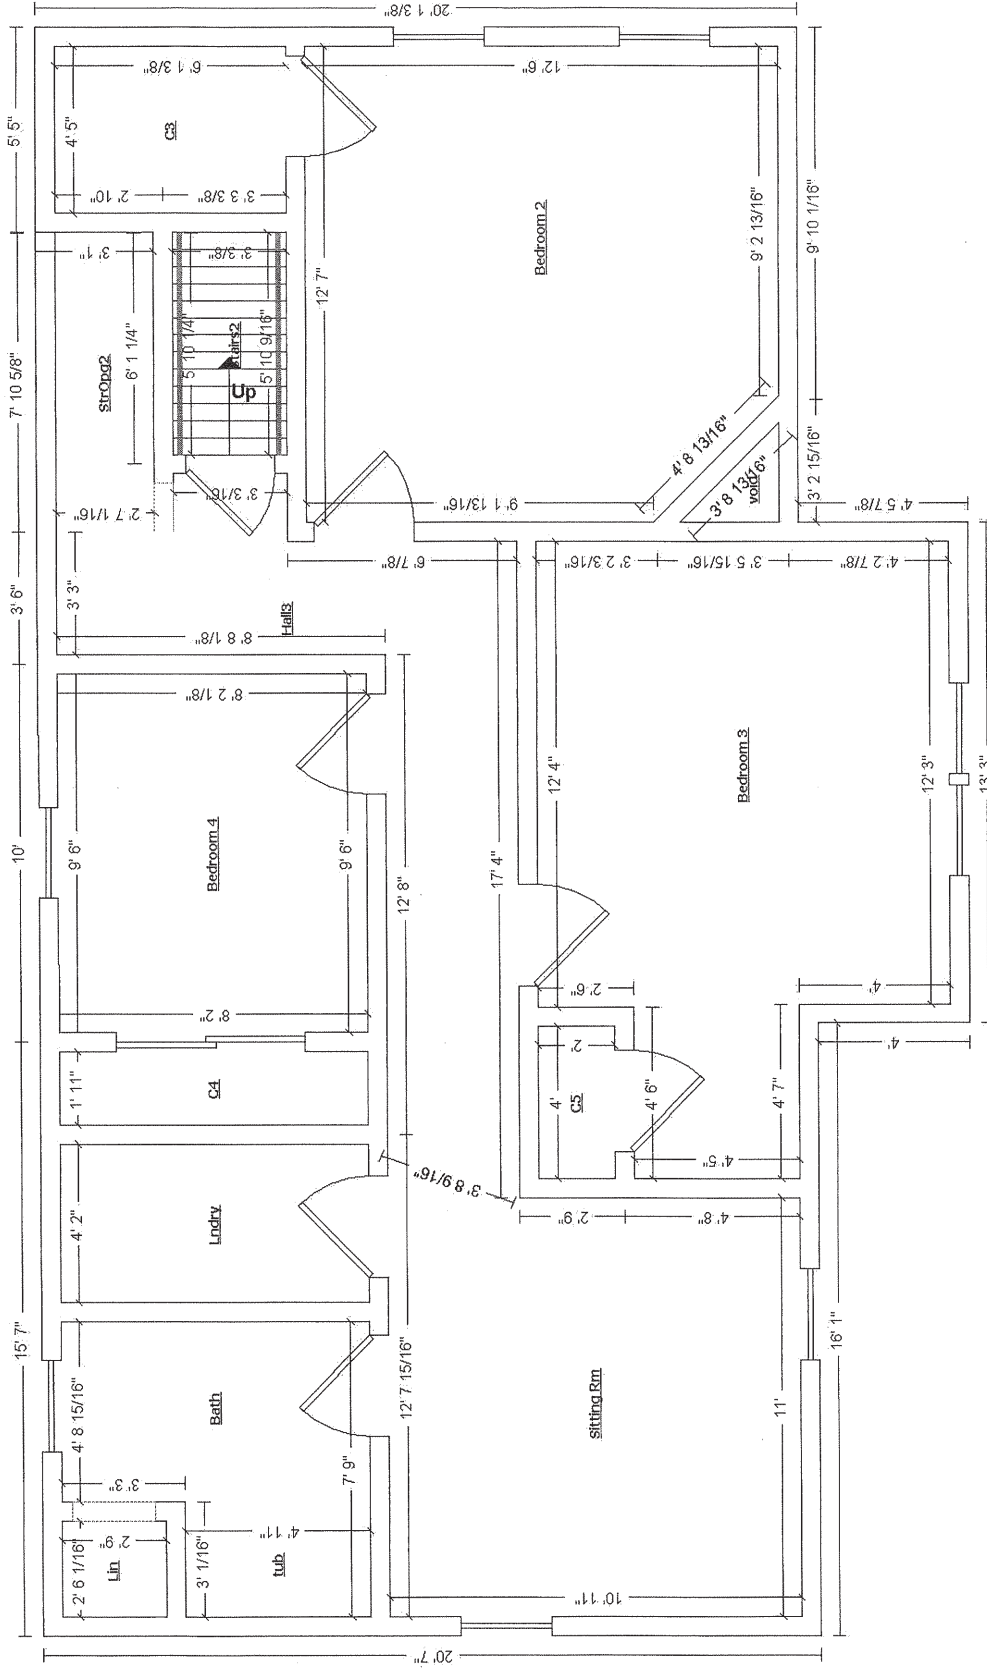 20' 1 3/8"
5' 5"
6' 1 3/8"
12' 6"
4' 5"
C3
2' 10"
3' 3 3/8"
9' 2 13/16"
9' 10 1/16"
Bedroom 2
3' 1"
3' 3/8"
12' 7"
7' 10 5/8"
StrOpg2
6' 1 1/4"
5' 10 1/4"
Stairs2
5' 10 9/16"
Up
4' 8 13/16"
3' 8 13/16"
void
3' 2 15/16"
2' 7 1/16"
3' 3/16"
9' 1 13/16"
4' 5 7/8"
3' 6"
3' 3"
6' 7/8"
3' 2 3/16"
3' 5 15/16"
4' 2 7/8"
Hall3
8' 8 1/8"
8' 2 1/8"
10'
9' 6"
Bedroom 4
9' 6"
12' 8"
17' 4"
12' 4"
Bedroom 3
12' 3"
13' 3"
8' 2"
2' 6"
4'
2'
4'
1' 11"
C4
4'
C5
4' 6"
4' 7"
4' 5"
3' 8 9/16"
4' 2"
Lndry
2' 9"
4' 8"
15' 7"
4' 8 15/16"
Bath
12' 7 15/16"
Sitting Rm
11'
16' 1"
3' 3"
7' 9"
2' 6 1/16"
Lin
2' 9"
3' 1/16"
tub
4' 11"
10' 11"
20' 7"